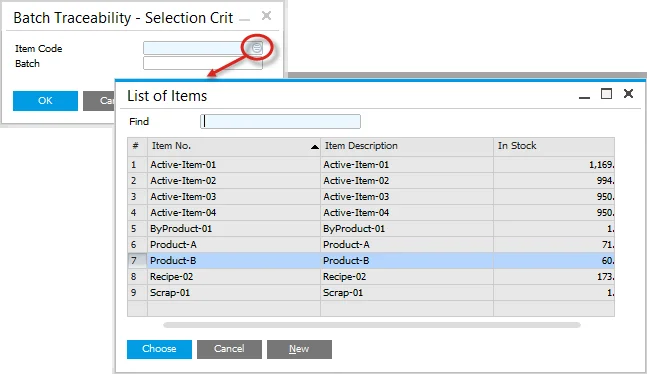 Batch Traceability - Selection Crit
Item Code
Batch
OK
Can
List of Items
Find
# Item No. Item Description In Stock
1 Active-Item-01 Active-Item-01 1,169.
2 Active-Item-02 Active-Item-02 994.
3 Active-Item-03 Active-Item-03 950.
4 Active-Item-04 Active-Item-04 950.
5 ByProduct-01 ByProduct-01 1.
6 Product-A Product-A 71.
7 Product-B Product-B 60.
8 Recipe-02 Recipe-02 173.
9 Scrap-01 Scrap-01 1.
Choose Cancel New